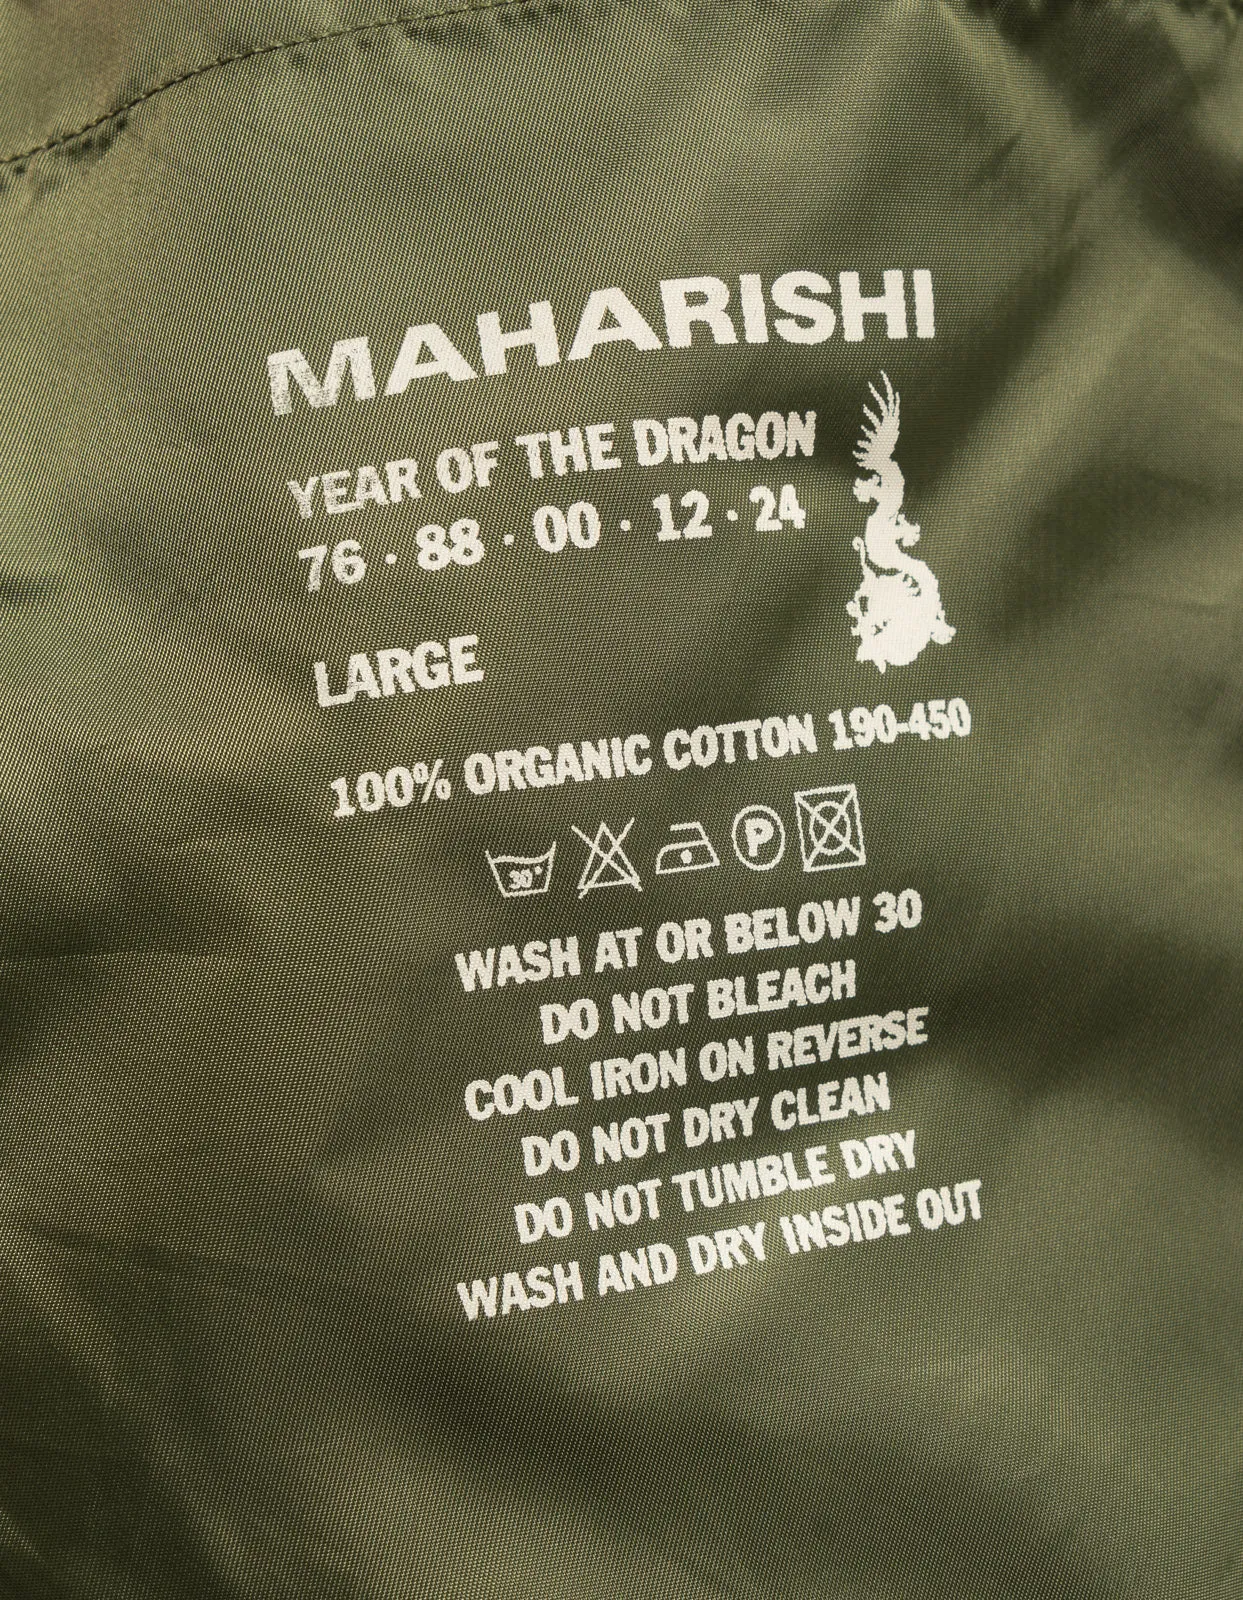 MAHARISHI
YEAR OF THE DRAGON
76 · 88 · 00 · 12 · 24
LARGE
100% ORGANIC COTTON 190-450
30° P
WASH AT OR BELOW 30
DO NOT BLEACH
COOL IRON ON REVERSE
DO NOT DRY CLEAN
DO NOT TUMBLE DRY
WASH AND DRY INSIDE OUT